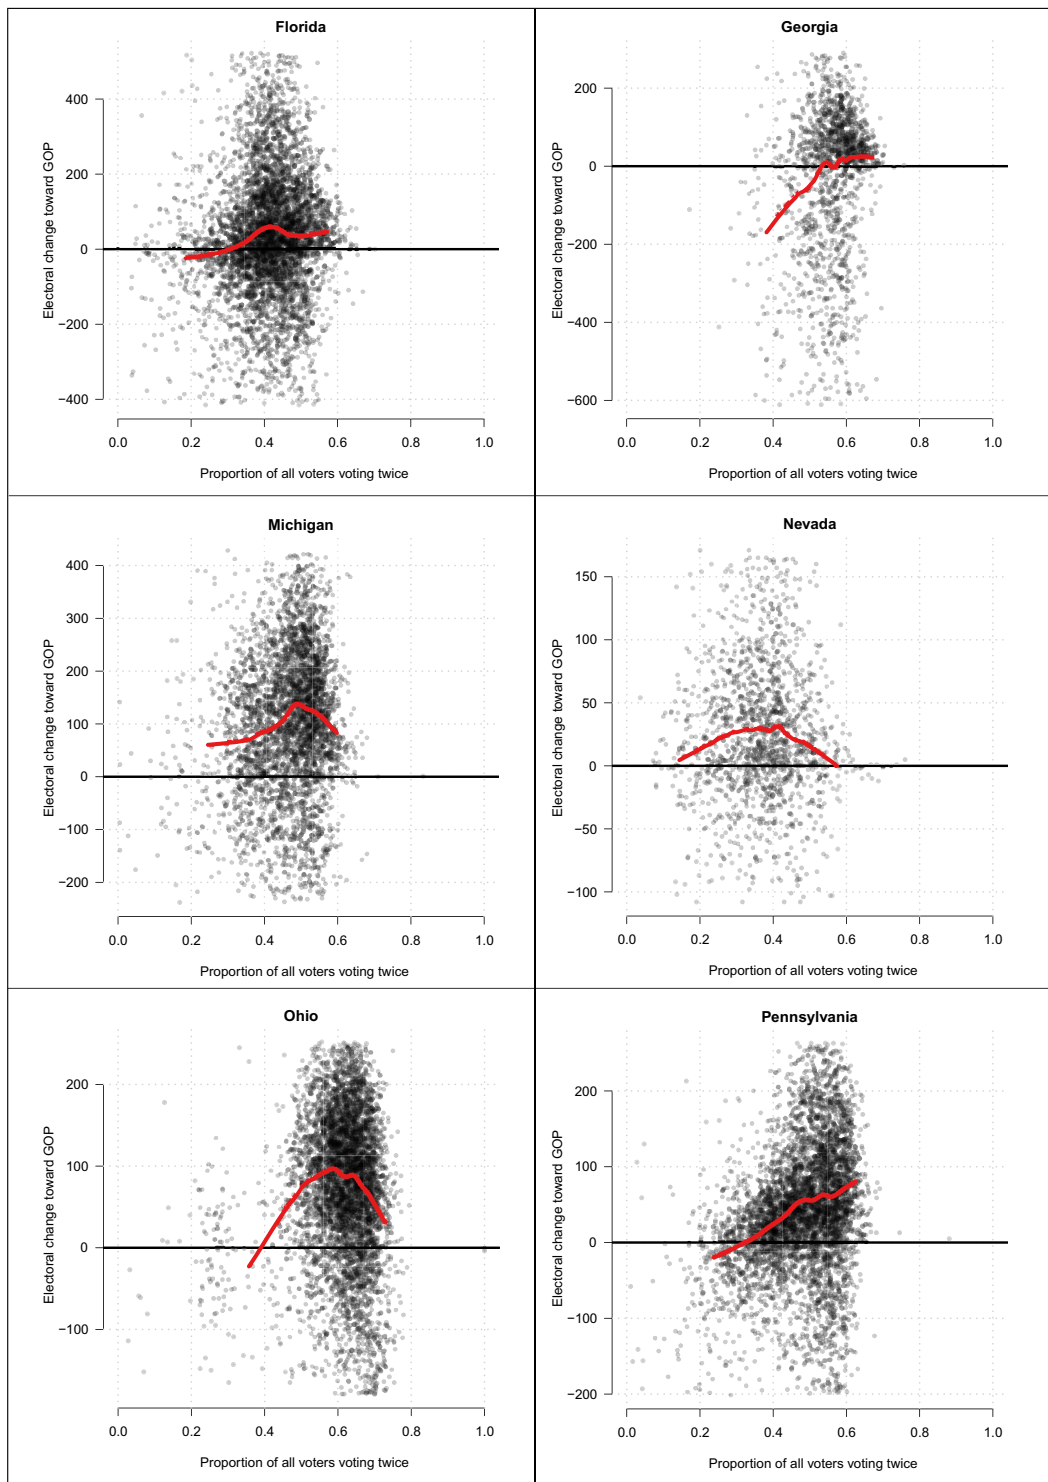 Florida
Electoral change toward GOP
400
200
0
−200
−400
0.0 0.2 0.4 0.6 0.8 1.0
Proportion of all voters voting twice
Georgia
Electoral change toward GOP
200
0
−200
−400
−600
0.0 0.2 0.4 0.6 0.8 1.0
Proportion of all voters voting twice
Michigan
Electoral change toward GOP
400
300
200
100
0
−100
−200
0.0 0.2 0.4 0.6 0.8 1.0
Proportion of all voters voting twice
Nevada
Electoral change toward GOP
150
100
50
0
−50
−100
0.0 0.2 0.4 0.6 0.8 1.0
Proportion of all voters voting twice
Ohio
Electoral change toward GOP
200
100
0
−100
0.0 0.2 0.4 0.6 0.8 1.0
Proportion of all voters voting twice
Pennsylvania
Electoral change toward GOP
200
100
0
−100
−200
0.0 0.2 0.4 0.6 0.8 1.0
Proportion of all voters voting twice